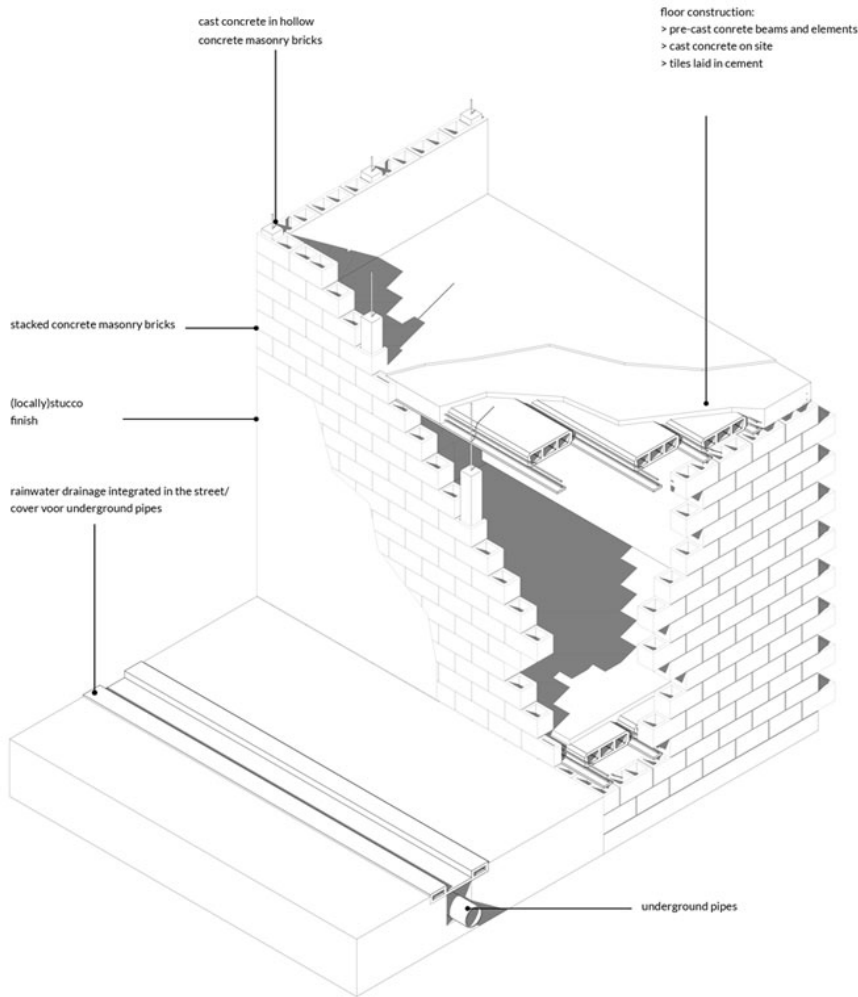 cast concrete in hollow
concrete masonry bricks
floor construction:
> pre-cast conrete beams and elements
> cast concrete on site
> tiles laid in cement
stacked concrete masonry bricks
(locally)stucco
finish
rainwater drainage integrated in the street/
cover voor underground pipes
underground pipes